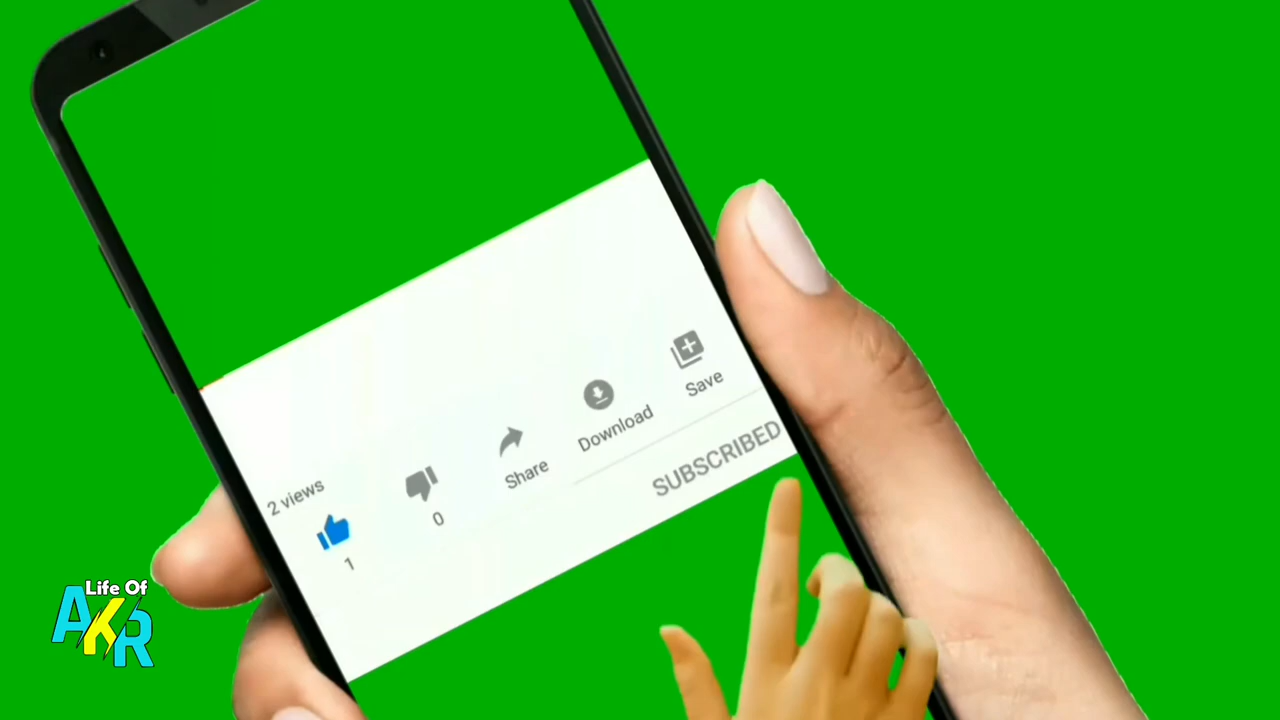 2 views
1
0
Share
Download
Save
SUBSCRIBED
Life Of
AKR